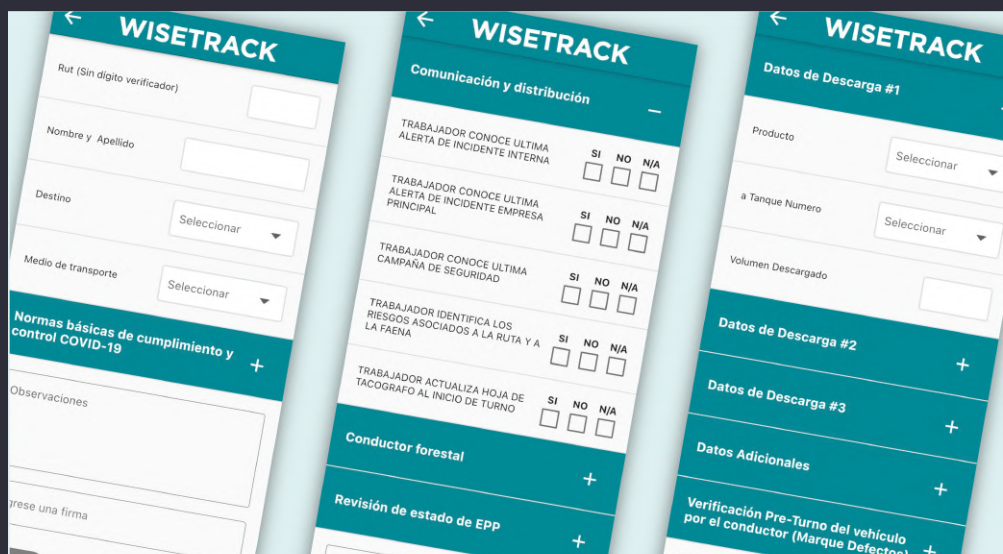 WISETRACK
Rut (Sin dígito verificador)
Nombre y Apellido
Destino
Seleccionar
Medio de transporte
Seleccionar
Normas básicas de cumplimiento y
control COVID-19
+
Observaciones
grese una firma
WISETRACK
Comunicación y distribución
−
TRABAJADOR CONOCE ULTIMA
ALERTA DE INCIDENTE INTERNA
SI NO N/A
TRABAJADOR CONOCE ULTIMA
ALERTA DE INCIDENTE EMPRESA
PRINCIPAL
SI NO N/A
TRABAJADOR CONOCE ULTIMA
CAMPAÑA DE SEGURIDAD
SI NO N/A
TRABAJADOR IDENTIFICA LOS
RIESGOS ASOCIADOS A LA RUTA Y A
LA FAENA
SI NO N/A
TRABAJADOR ACTUALIZA HOJA DE
TACOGRAFO AL INICIO DE TURNO
SI NO N/A
Conductor forestal
+
Revisión de estado de EPP
+
WISETRACK
Datos de Descarga #1
Producto
Seleccionar
a Tanque Numero
Seleccionar
Volumen Descargado
Datos de Descarga #2
+
Datos de Descarga #3
+
Datos Adicionales
+
Verificación Pre-Turno del vehículo
por el conductor (Marque Defectos)
+